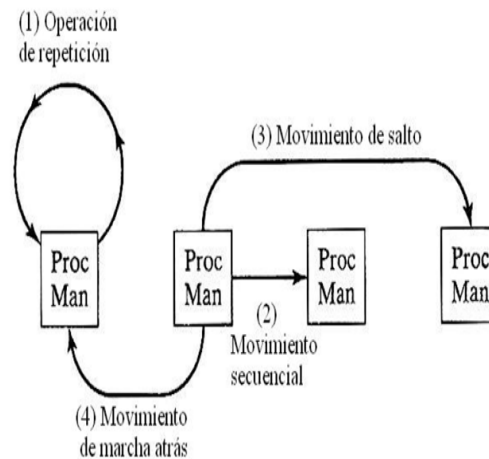 (1) Operación
de repetición
(3) Movimiento de salto
Proc
Man
Proc
Man
Proc
Man
Proc
Man
(2)
Movimiento
secuencial
(4) Movimiento
de marcha atrás